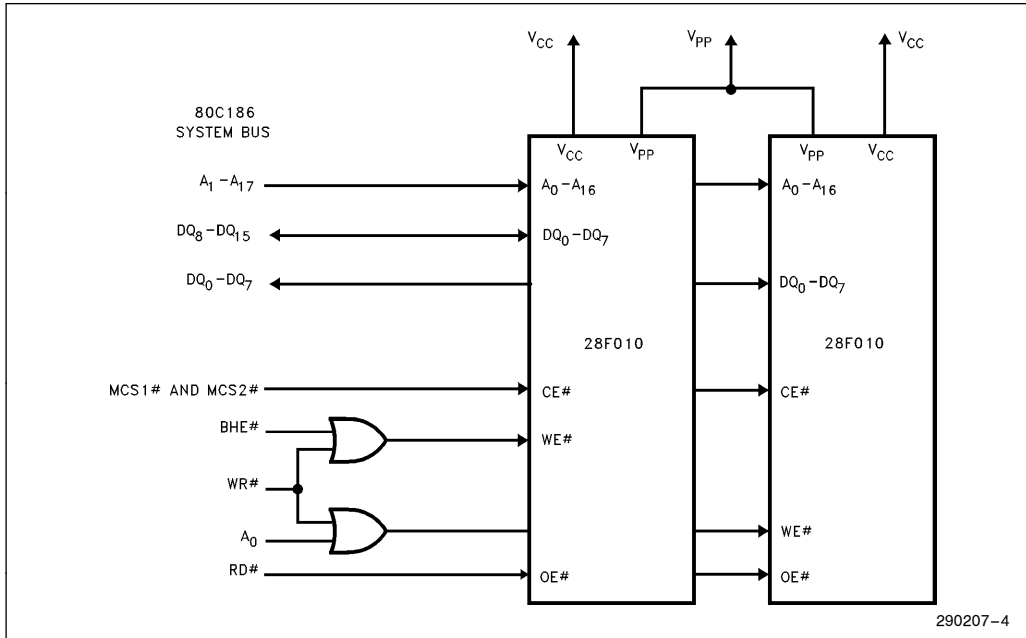 V_CC V_PP V_CC
80C186
SYSTEM BUS
V_CC V_PP V_PP V_CC
A_1 - A_17 A_0 - A_16 A_0 - A_16
DQ_8 - DQ_15 DQ_0 - DQ_7
DQ_0 - DQ_7 DQ_0 - DQ_7
28F010 28F010
MCS1# AND MCS2# CE# CE#
BHE# WE#
WR#
A_0 WE#
RD# OE# OE#
290207-4